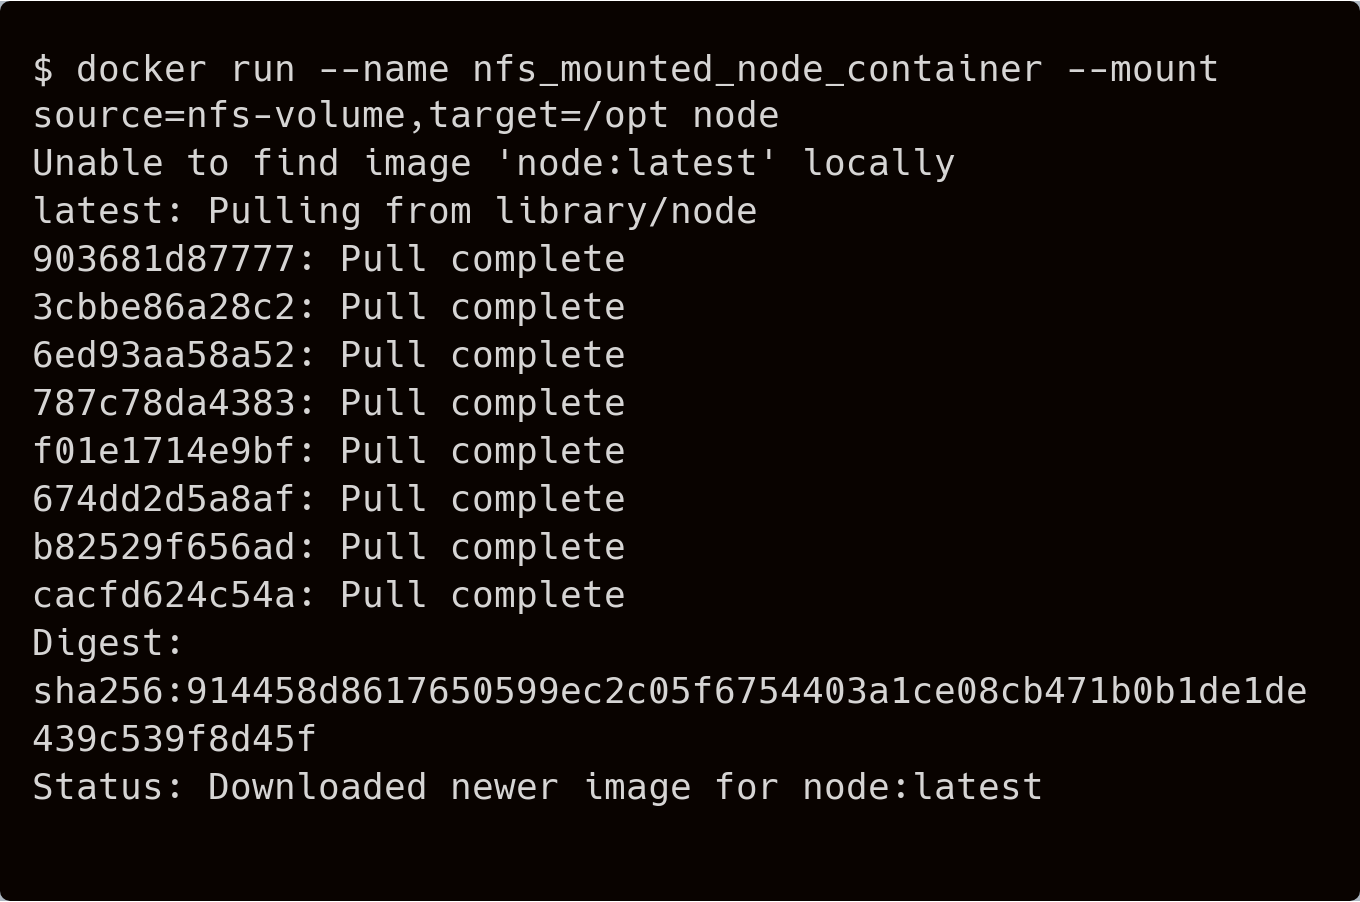 $ docker run --name nfs_mounted_node_container --mount
source=nfs-volume,target=/opt node
Unable to find image 'node:latest' locally
latest: Pulling from library/node
903681d87777: Pull complete
3cbbe86a28c2: Pull complete
6ed93aa58a52: Pull complete
787c78da4383: Pull complete
f01e1714e9bf: Pull complete
674dd2d5a8af: Pull complete
b82529f656ad: Pull complete
cacfd624c54a: Pull complete
Digest:
sha256:914458d8617650599ec2c05f6754403a1ce08cb471b0b1de1de
439c539f8d45f
Status: Downloaded newer image for node:latest